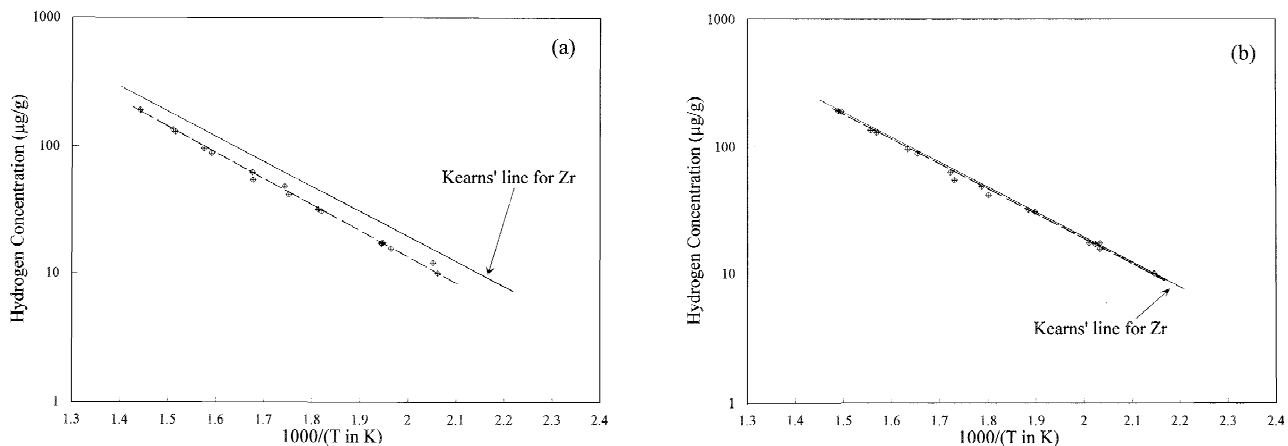 1000
(a)
100
Kearns' line for Zr
10
1
1.3 1.4 1.5 1.6 1.7 1.8 1.9 2 2.1 2.2 2.3 2.4
1000/(T in K)
Hydrogen Concentration (µg/g)
1000
(b)
100
10
Kearns' line for Zr
1
1.3 1.4 1.5 1.6 1.7 1.8 1.9 2 2.1 2.2 2.3 2.4
1000/(T in K)
Hydrogen Concentration (µg/g)